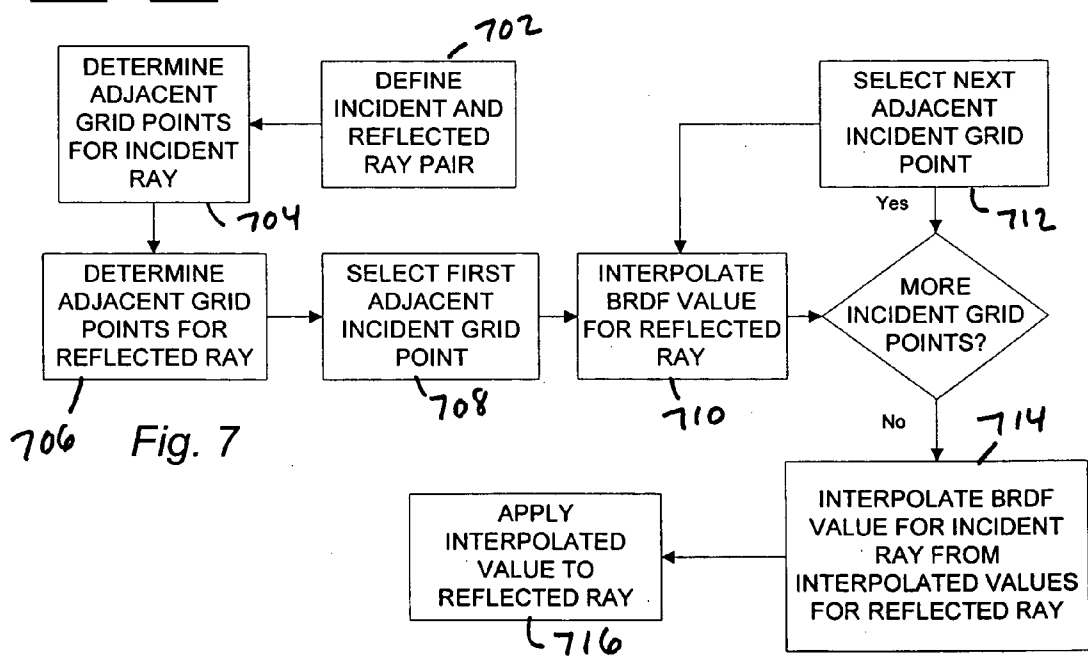 702
DEFINE
INCIDENT AND
REFLECTED
RAY PAIR
DETERMINE
ADJACENT
GRID POINTS
FOR INCIDENT
RAY
704
DETERMINE
ADJACENT GRID
POINTS FOR
REFLECTED RAY
706
SELECT FIRST
ADJACENT
INCIDENT GRID
POINT
708
INTERPOLATE
BRDF VALUE
FOR REFLECTED
RAY
710
SELECT NEXT
ADJACENT
INCIDENT GRID
POINT
712
Yes
MORE
INCIDENT GRID
POINTS?
No
714
INTERPOLATE BRDF
VALUE FOR INCIDENT
RAY FROM
INTERPOLATED VALUES
FOR REFLECTED RAY
APPLY
INTERPOLATED
VALUE TO
REFLECTED RAY
716
Fig. 7